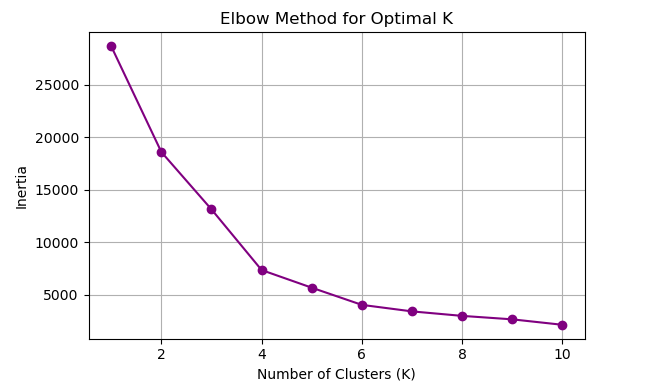 Elbow Method for Optimal K
25000
20000
15000
10000
5000
Inertia
2 4 6 8 10
Number of Clusters (K)